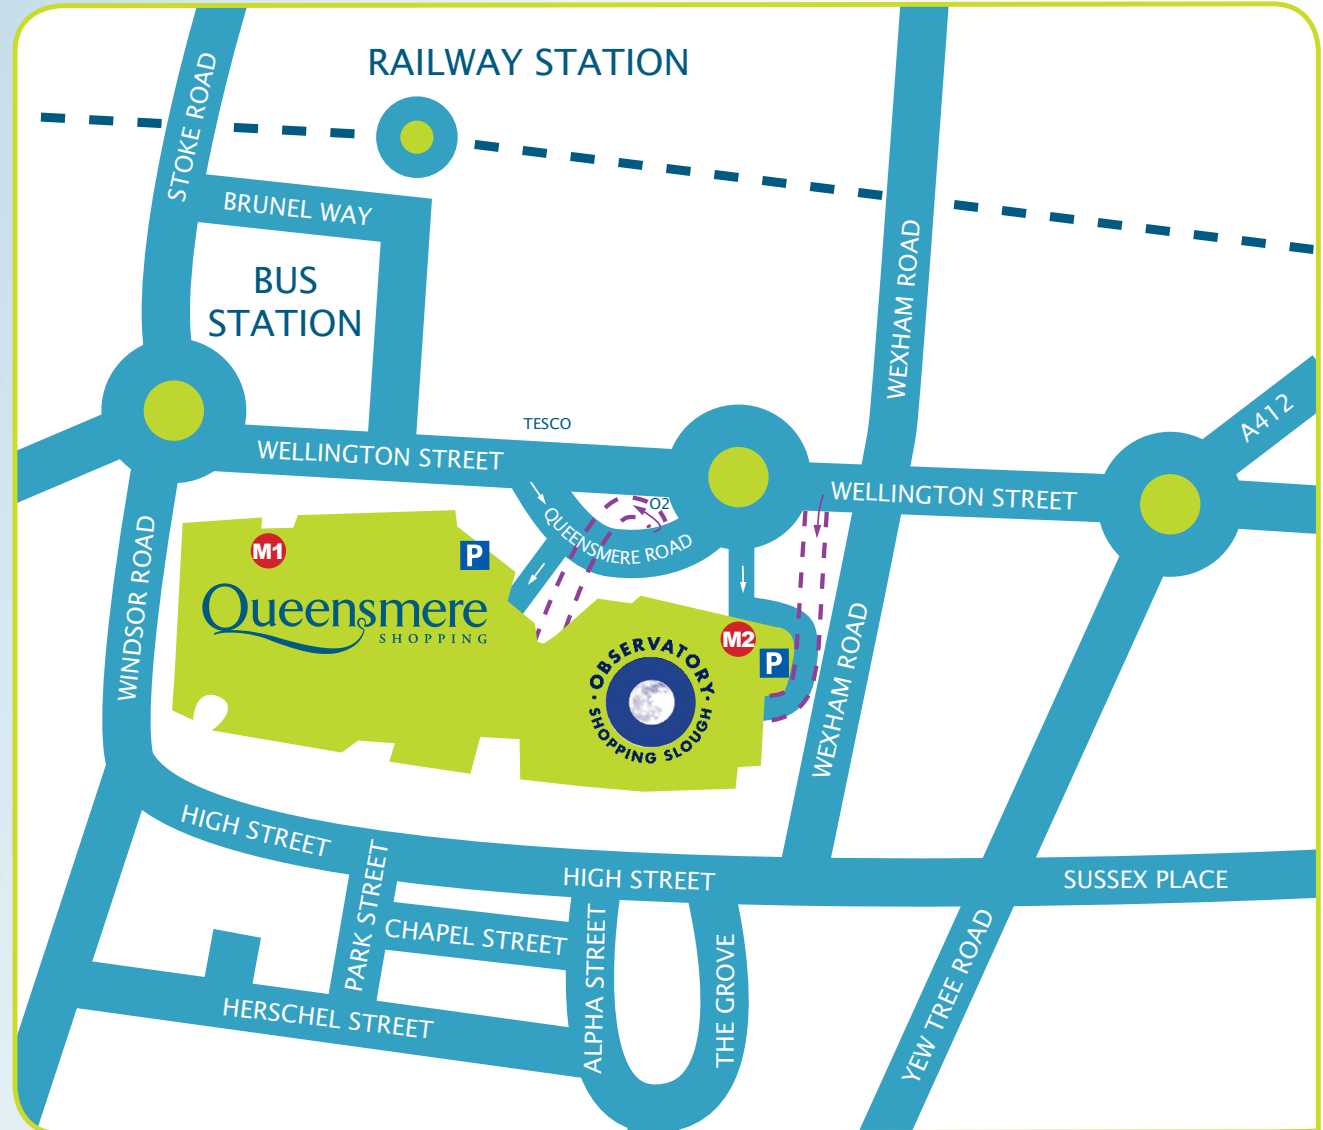 RAILWAY STATION
STOKE ROAD
BRUNEL WAY
BUS
STATION
WEXHAM ROAD
A412
TESCO
WELLINGTON STREET
WELLINGTON STREET
O2
QUEENSMERE ROAD
WINDSOR ROAD
M1
P
Queensmere
SHOPPING
M2
P
• OBSERVATORY •
SHOPPING SLOUGH
WEXHAM ROAD
HIGH STREET
HIGH STREET
SUSSEX PLACE
PARK STREET
CHAPEL STREET
ALPHA STREET
THE GROVE
YEW TREE ROAD
HERSCHEL STREET